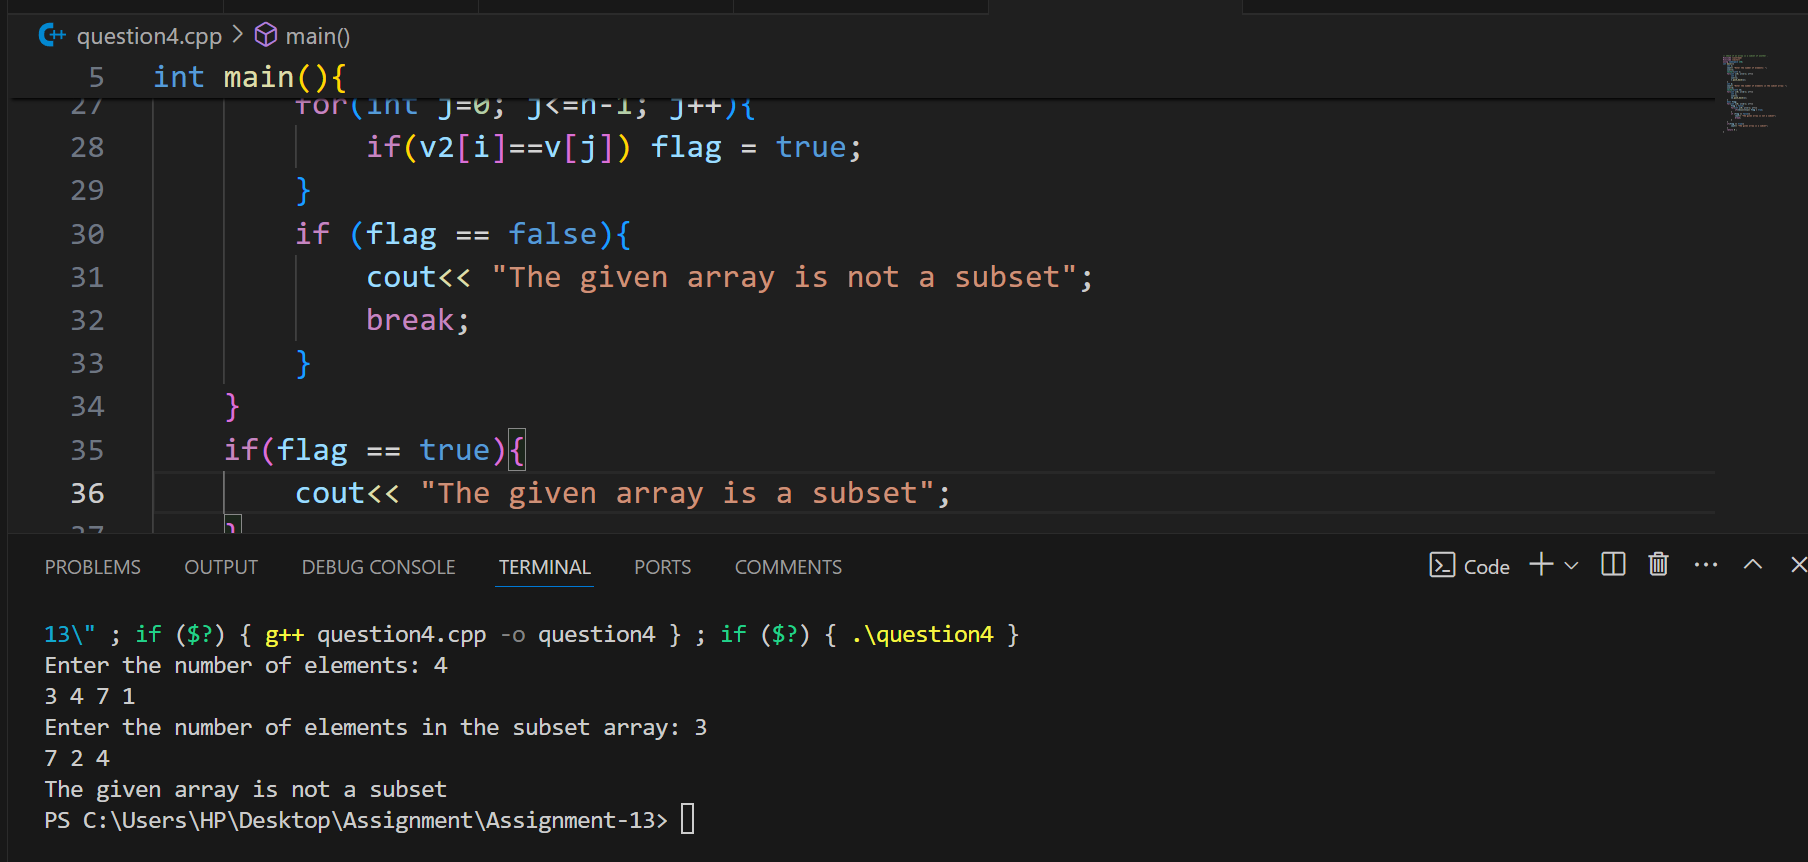 question4.cpp > main()
5 int main(){
27 for(int j=0; j<=n-1; j++){
28 if(v2[i]==v[j]) flag = true;
29 }
30 if (flag == false){
31 cout<< "The given array is not a subset";
32 break;
33 }
34 }
35 if(flag == true){
36 cout<< "The given array is a subset";
37 }
PROBLEMS OUTPUT DEBUG CONSOLE TERMINAL PORTS COMMENTS Code
13\" ; if ($?) { g++ question4.cpp -o question4 } ; if ($?) { .\question4 }
Enter the number of elements: 4
3 4 7 1
Enter the number of elements in the subset array: 3
7 2 4
The given array is not a subset
PS C:\Users\HP\Desktop\Assignment\Assignment-13>